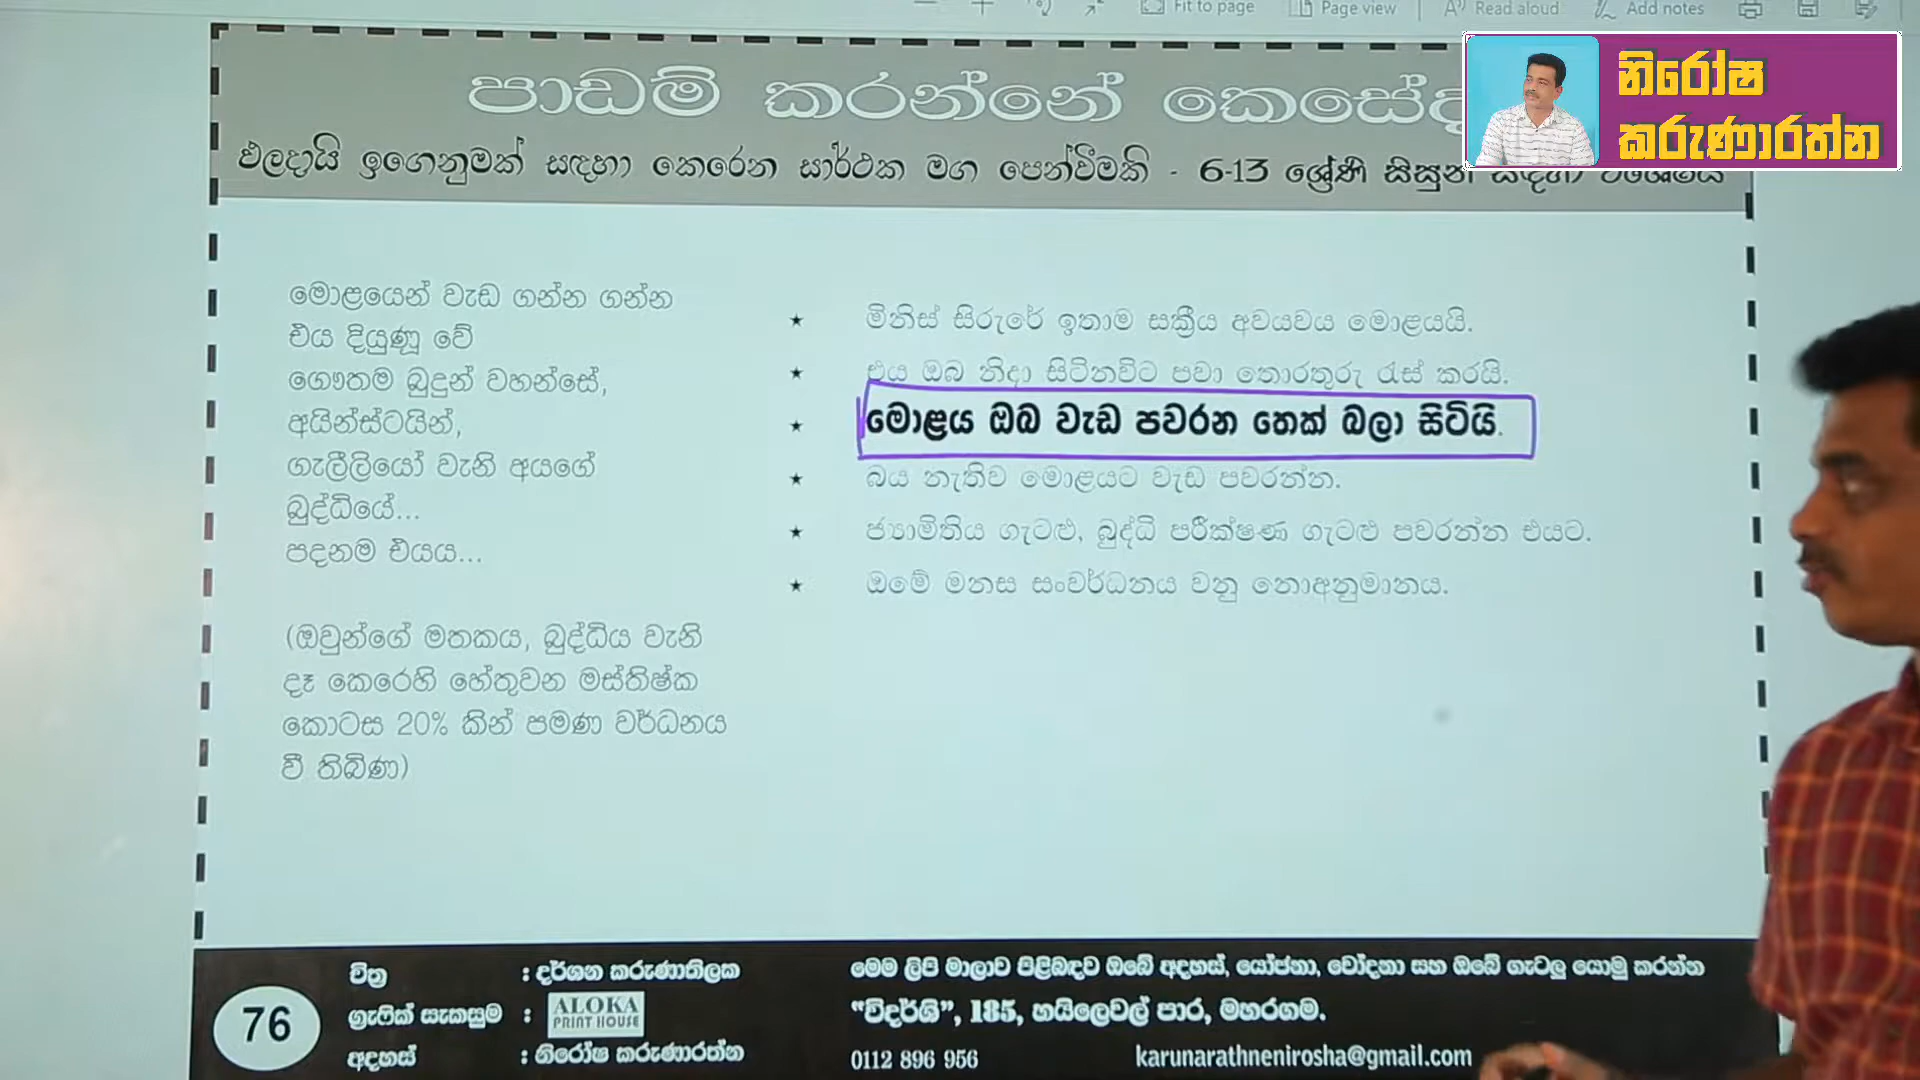 Fit to page
Page view
Read aloud
Add notes
නිරෝෂ
කරුණාරත්න
පාඩම් කරන්නේ කෙසේද
ඵලදායි ඉගෙනුමක් සඳහා කෙරෙන සාර්ථක මග පෙන්වීමකි - 6-13 ශ්‍රේණි සිසුන් සඳහා විශේෂයි
මොළයෙන් වැඩ ගන්න ගන්න
එය දියුණු වේ
ගෞතම බුදුන් වහන්සේ,
අයින්ස්ටයින්,
ගැලීලියෝ වැනි අයගේ
බුද්ධියේ...
පදනම එයය...
(ඔවුන්ගේ මතකය, බුද්ධිය වැනි
දෑ කෙරෙහි හේතුවන මස්තිෂ්ක
කොටස 20% කින් පමණ වර්ධනය
වී තිබිණ)
★ මිනිස් සිරුරේ ඉතාම සක්‍රීය අවයවය මොළයයි.
★ එය ඔබ නිදා සිටිනවිට පවා තොරතුරු රැස් කරයි.
★ මොළය ඔබ වැඩ පවරන තෙක් බලා සිටියි.
★ බය නැතිව මොළයට වැඩ පවරන්න.
★ ජ්‍යාමිතිය ගැටළු, බුද්ධි පරීක්ෂණ ගැටළු පවරන්න එයට.
★ ඔබේ මනස සංවර්ධනය වනු නොඅනුමානය.
76
චිත්‍ර : දර්ශන කරුණාතිලක
ග්‍රැෆික් සැකසුම : ALOKA
PRINT HOUSE
අදහස් : නිරෝෂ කරුණාරත්න
මෙම ලිපි මාලාව පිළිබඳව ඔබේ අදහස්, යෝජනා, චෝදනා සහ ඔබේ ගැටලු යොමු කරන්න
“විදර්ශි”, 185, හයිලෙවල් පාර, මහරගම.
0112 896 956 karunarathnenirosha@gmail.com